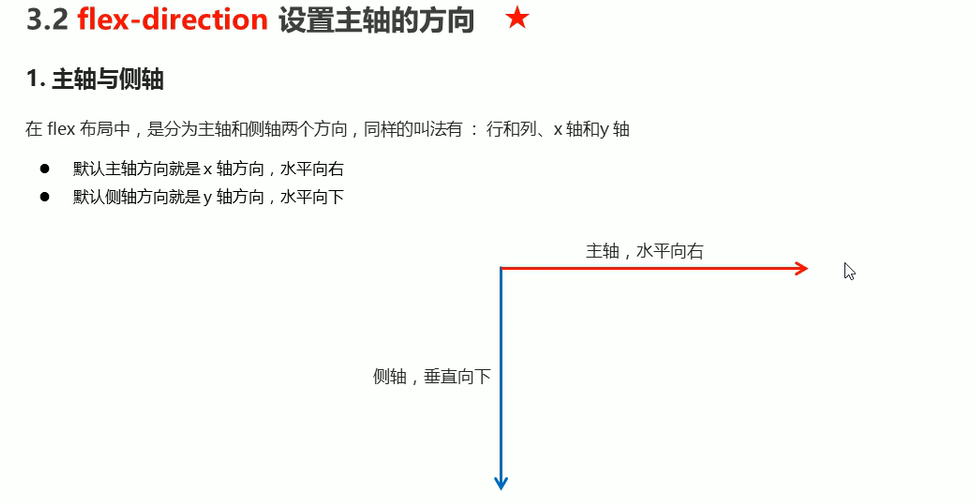 3.2 flex-direction 设置主轴的方向
1. 主轴与侧轴
在 flex 布局中，是分为主轴和侧轴两个方向，同样的叫法有 ： 行和列、x 轴和y 轴
默认主轴方向就是 x 轴方向，水平向右
默认侧轴方向就是 y 轴方向，水平向下
主轴，水平向右
侧轴，垂直向下